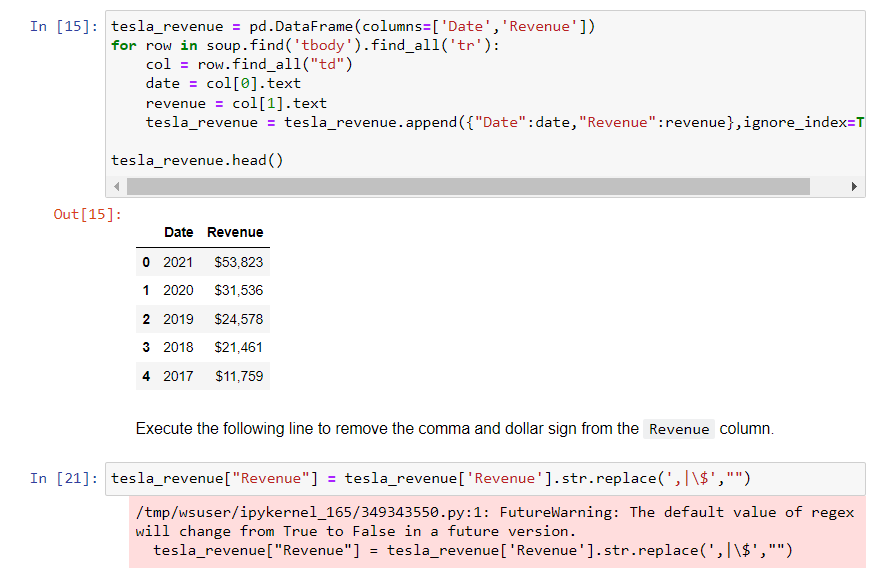 In [15]: tesla_revenue = pd.DataFrame(columns=['Date','Revenue'])
for row in soup.find('tbody').find_all('tr'):
    col = row.find_all("td")
    date = col[0].text
    revenue = col[1].text
    tesla_revenue = tesla_revenue.append({"Date":date,"Revenue":revenue},ignore_index=T
tesla_revenue.head()
Out[15]:
Date Revenue
0 2021 $53,823
1 2020 $31,536
2 2019 $24,578
3 2018 $21,461
4 2017 $11,759
Execute the following line to remove the comma and dollar sign from the Revenue column.
In [21]: tesla_revenue["Revenue"] = tesla_revenue['Revenue'].str.replace(',|\$',"")
/tmp/wsuser/ipykernel_165/349343550.py:1: FutureWarning: The default value of regex
will change from True to False in a future version.
  tesla_revenue["Revenue"] = tesla_revenue['Revenue'].str.replace(',|\$',"")